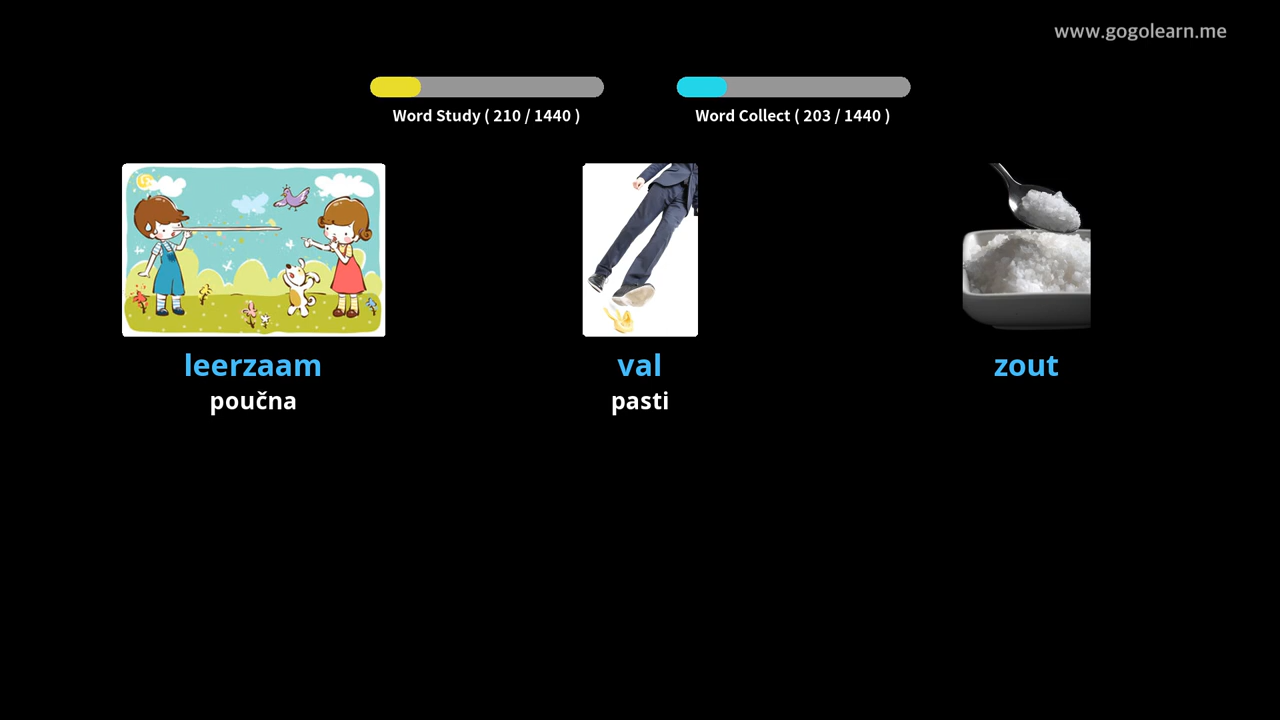 www.gogolearn.me
Word Study ( 210 / 1440 )
Word Collect ( 203 / 1440 )
leerzaam
poučna
val
pasti
zout